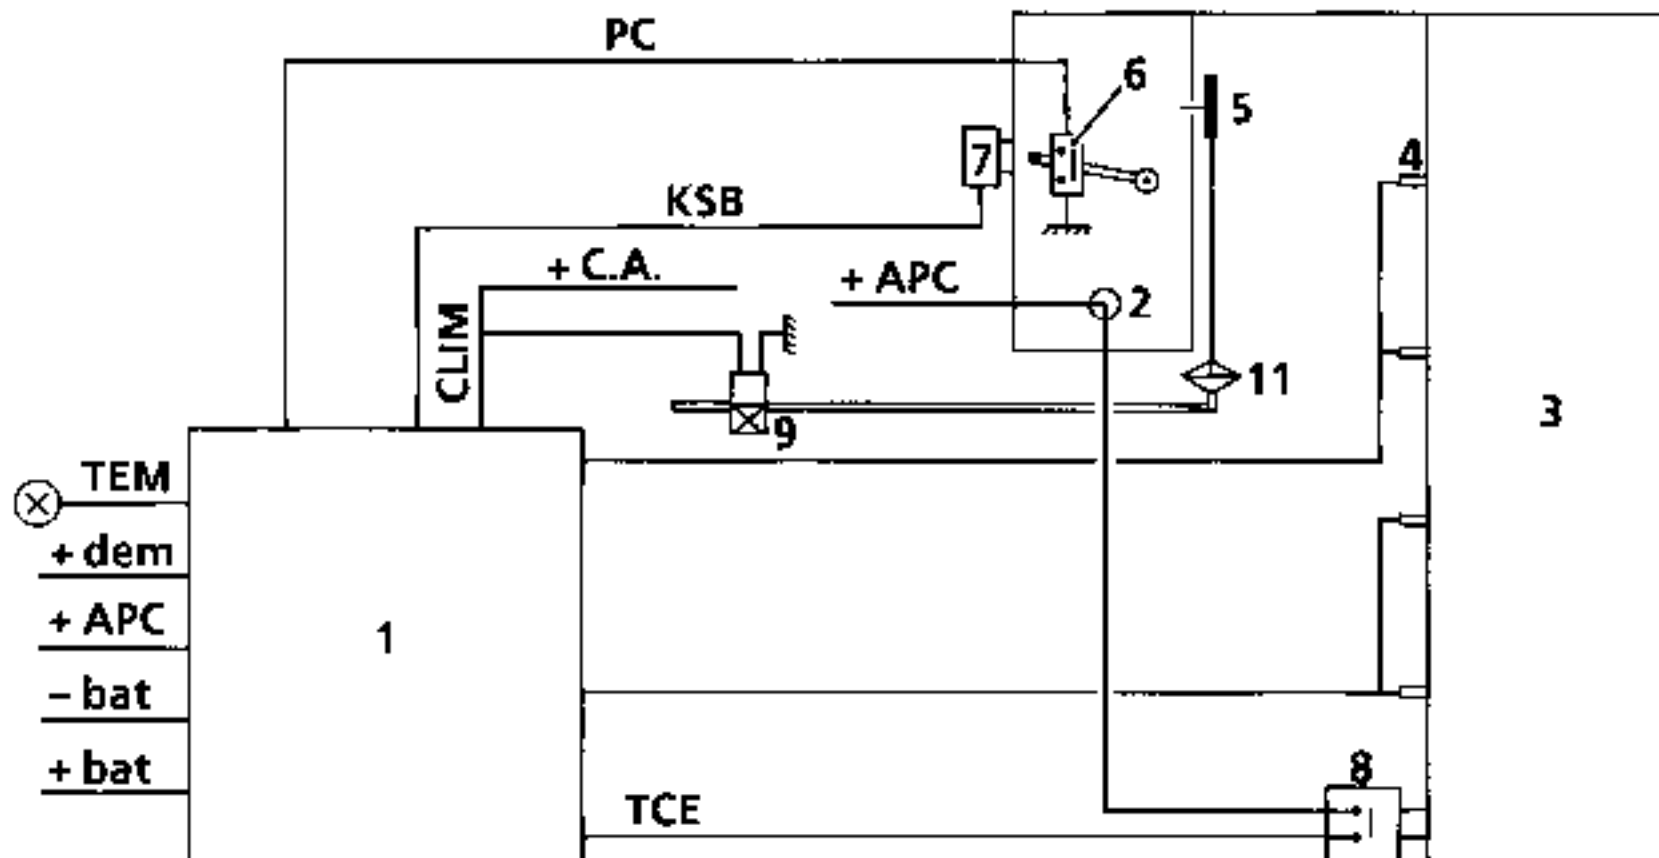 PC
6
5
7
4
KSB
+ C.A.
+ APC
2
CLIM
11
3
9
TEM
+ dem
+ APC
1
– bat
+ bat
8
TCE